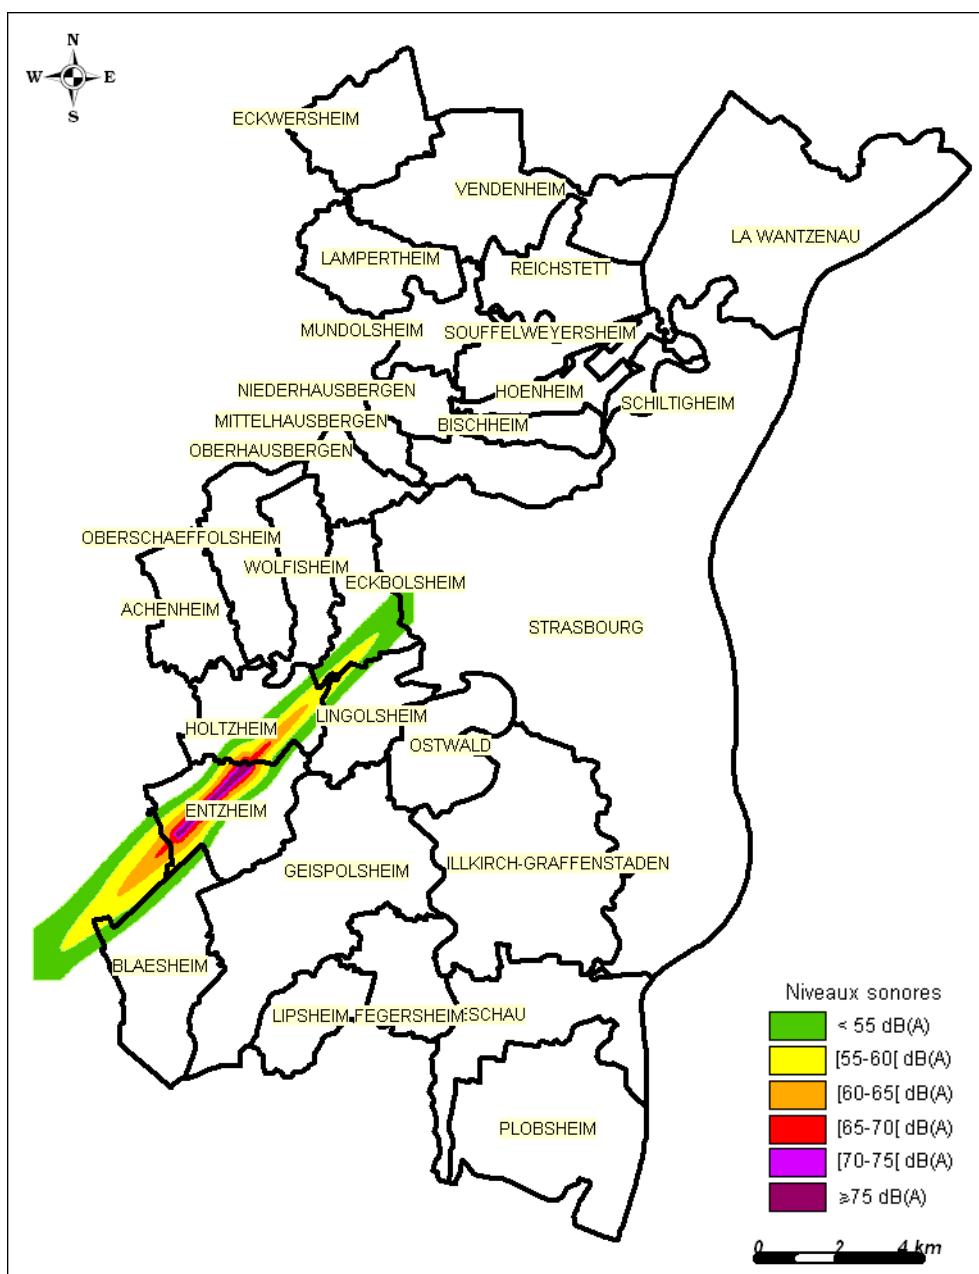 N
W E
S
ECKWERSHEIM
VENDENHEIM
LA WANTZENAU
LAMPERTHEIM
REICHSTETT
MUNDOLSHEIM
SOUFFELWEYERSHEIM
NIEDERHAUSBERGEN
HOENHEIM
SCHILTIGHEIM
MITTELHAUSBERGEN
BISCHHEIM
OBERHAUSBERGEN
OBERSCHAEFFOLSHEIM
WOLFISHEIM
ECKBOLSHEIM
ACHENHEIM
STRASBOURG
HOLTZHEIM
LINGOLSHEIM
OSTWALD
ENTZHEIM
GEISPOLSHEIM
ILLKIRCH-GRAFFENSTADEN
BLAESHEIM
LIPSHEIM
FEGERSHEIM
SCHAU
PLOBSHEIM
Niveaux sonores
< 55 dB(A)
[55-60[ dB(A)
[60-65[ dB(A)
[65-70[ dB(A)
[70-75[ dB(A)
⩾75 dB(A)
0 2 4 km